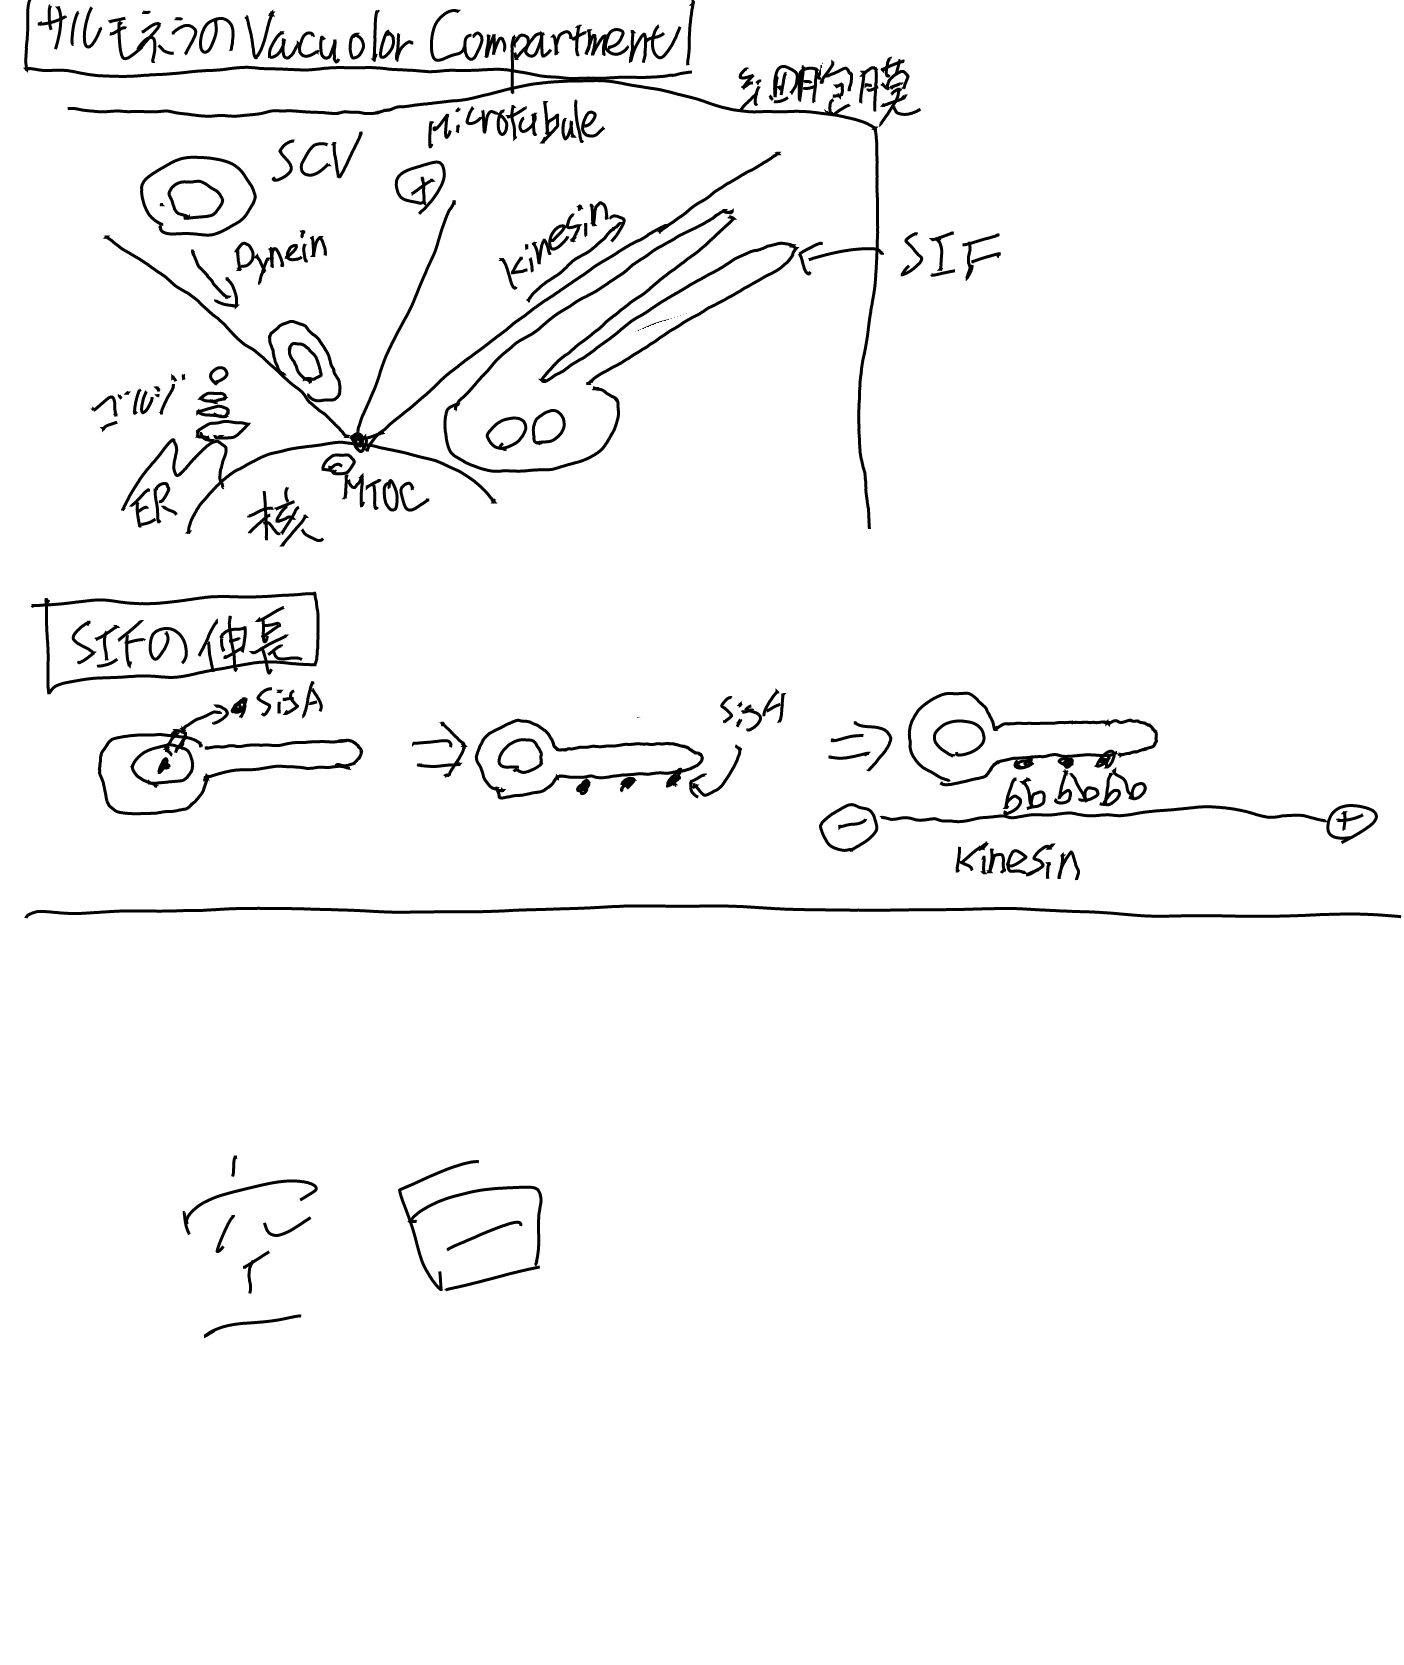 サルモネラのVacuolor Compartment
細胞膜
Microtubule
SCV
+
Dynein
Kinesin
SIF
ゴルジ
ER
核
MTOC
SIFの伸長
SisA
SisA
- +
Kinesin
空白